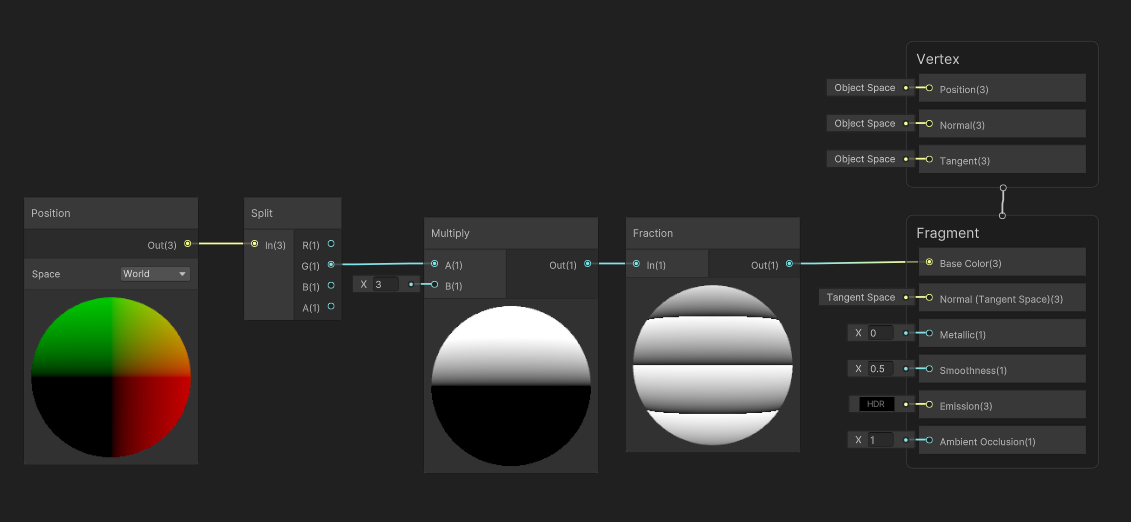 Vertex
Object Space
Position(3)
Object Space
Normal(3)
Object Space
Tangent(3)
Position
Out(3)
Space
World
Split
In(3)
R(1)
G(1)
B(1)
A(1)
X 3
Multiply
A(1)
B(1)
Out(1)
Fraction
In(1)
Out(1)
Fragment
Base Color(3)
Tangent Space
Normal (Tangent Space)(3)
X 0
Metallic(1)
X 0.5
Smoothness(1)
HDR
Emission(3)
X 1
Ambient Occlusion(1)